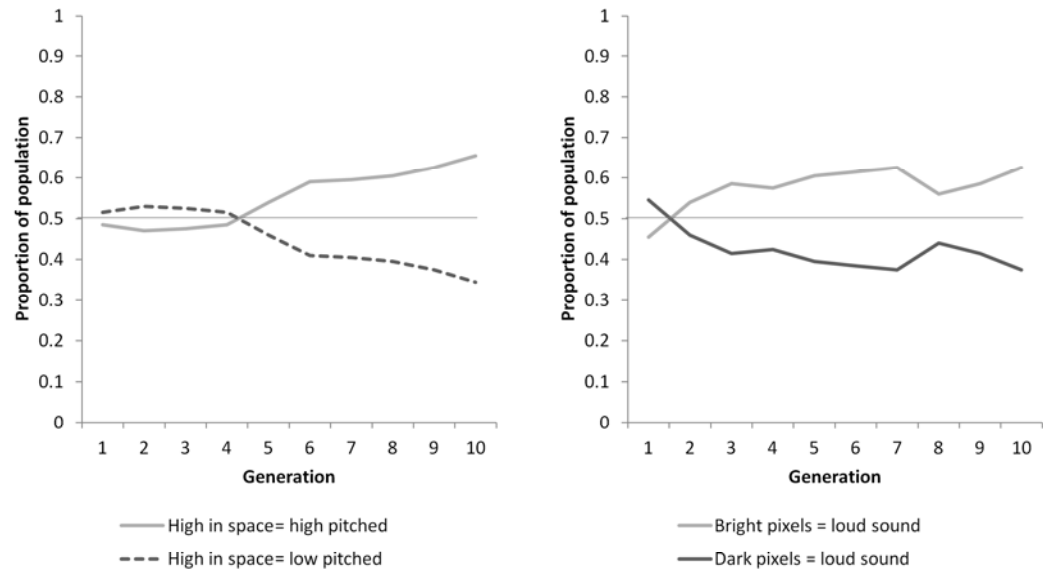 Proportion of population
1
0.9
0.8
0.7
0.6
0.5
0.4
0.3
0.2
0.1
0
1 2 3 4 5 6 7 8 9 10
Generation
High in space= high pitched
High in space= low pitched
Proportion of population
1
0.9
0.8
0.7
0.6
0.5
0.4
0.3
0.2
0.1
0
1 2 3 4 5 6 7 8 9 10
Generation
Bright pixels = loud sound
Dark pixels = loud sound